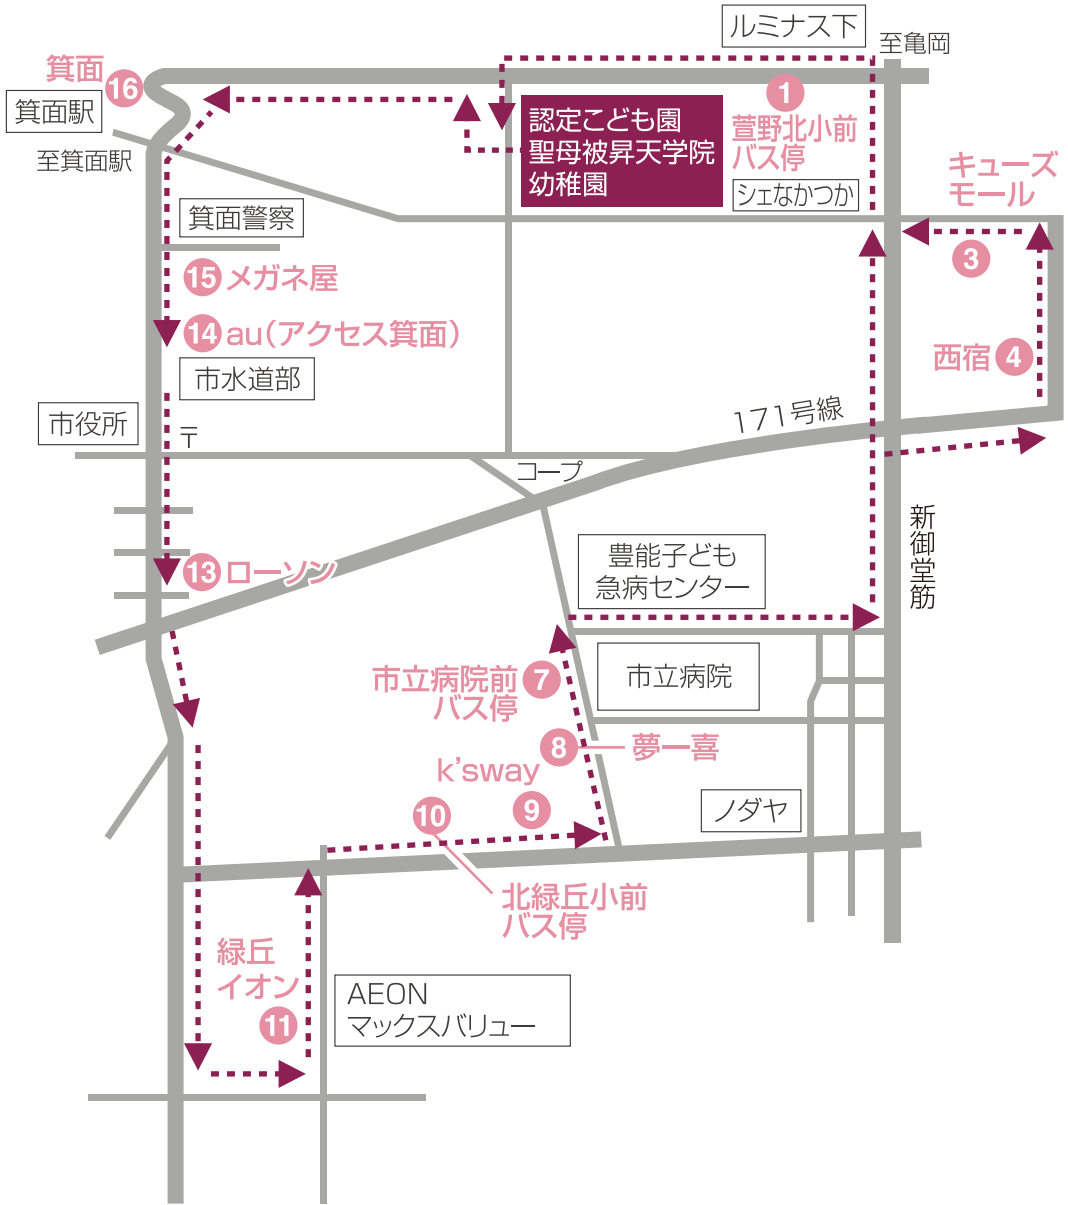 ルミナス下
至亀岡
箕面
16
箕面駅
至箕面駅
認定こども園
聖母被昇天学院
幼稚園
1
萱野北小前
バス停
シェなかつか
キューズ
モール
3
箕面警察
15 メガネ屋
14 au(アクセス箕面)
西宿 4
市水道部
市役所
〒
171号線
コープ
新御堂筋
13 ローソン
豊能子ども
急病センター
市立病院前
バス停
7
市立病院
8 夢一喜
k'sway
9
10
ノダヤ
北緑丘小前
バス停
緑丘
イオン
11
AEON
マックスバリュー